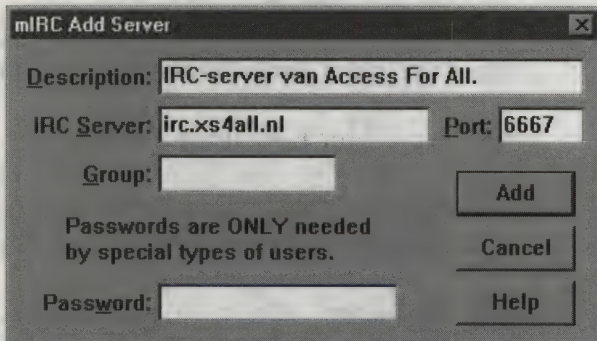 mIRC Add Server
Description: IRC-server van Access For All.
IRC Server: irc.xs4all.nl Port: 6667
Group:
Add
Passwords are ONLY needed
by special types of users.
Cancel
Password:
Help